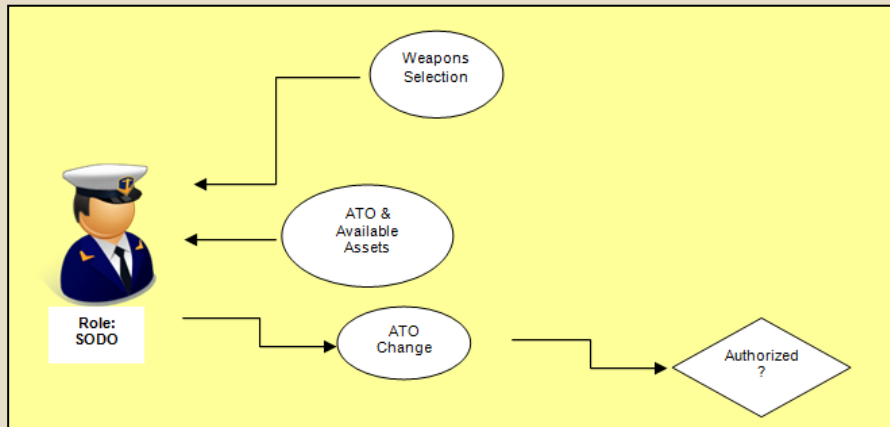 Weapons
Selection
ATO &
Available
Assets
Role:
SODO
ATO
Change
Authorized
?